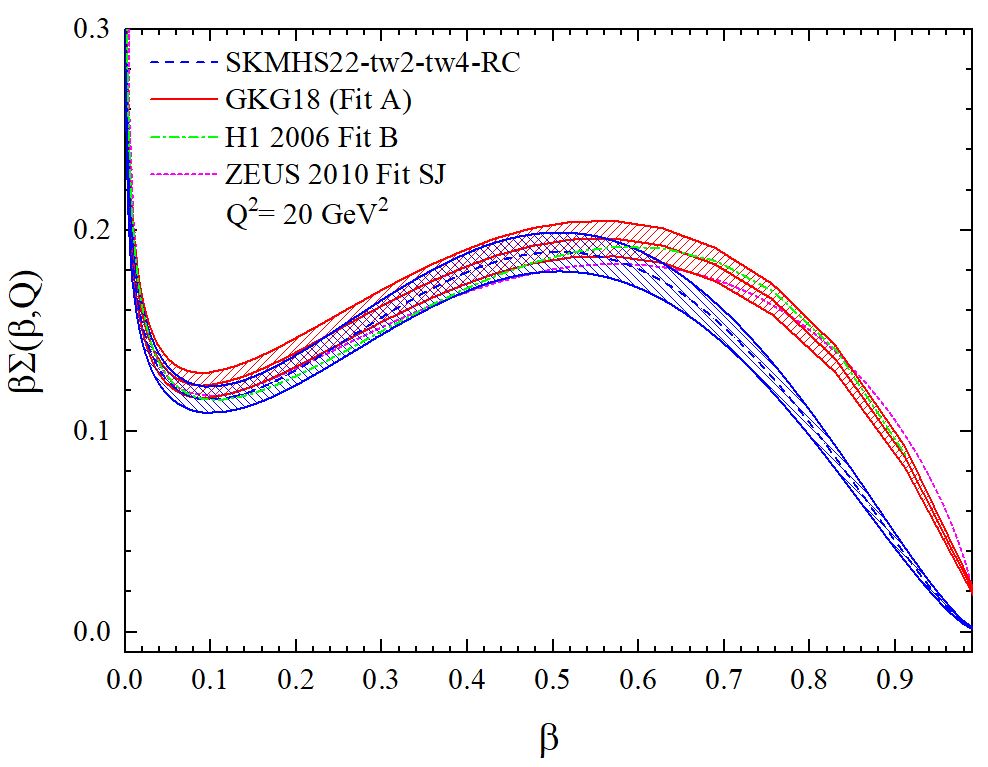 0.3
SKMHS22-tw2-tw4-RC
GKG18 (Fit A)
H1 2006 Fit B
ZEUS 2010 Fit SJ
Q²= 20 GeV²
0.2
βΣ(β,Q)
0.1
0.0
0.0 0.1 0.2 0.3 0.4 0.5 0.6 0.7 0.8 0.9
β